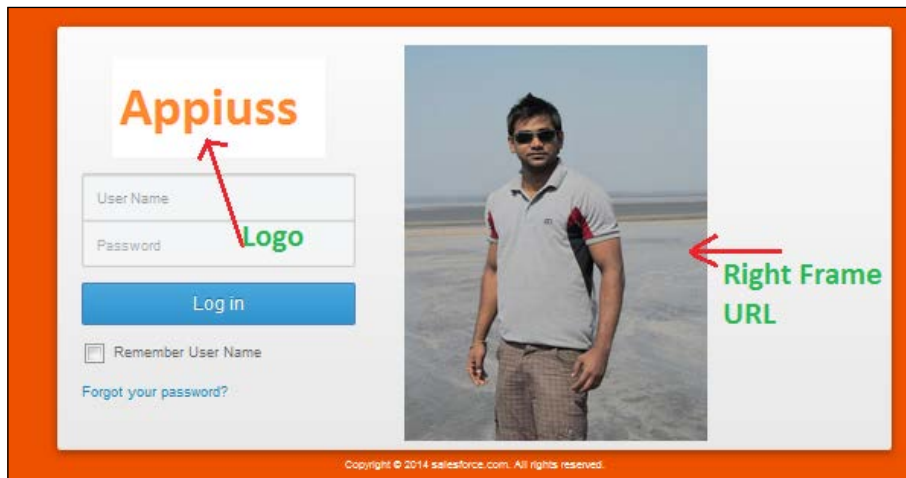 Appiuss
User Name
Password
Logo
Log in
Remember User Name
Forgot your password?
Right Frame
URL
Copyright © 2014 salesforce.com. All rights reserved.